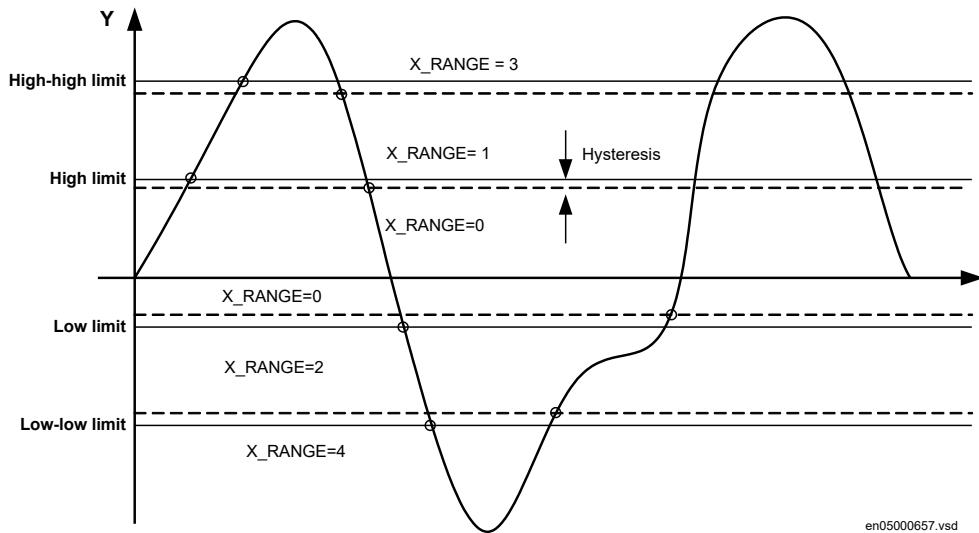 Y
X_RANGE = 3
High-high limit
X_RANGE= 1
Hysteresis
High limit
X_RANGE=0
X_RANGE=0
Low limit
X_RANGE=2
Low-low limit
X_RANGE=4
en05000657.vsd